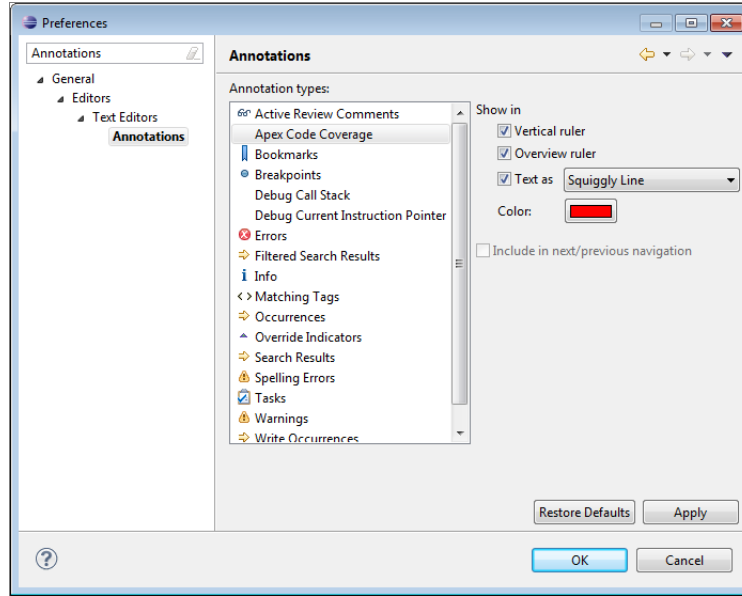 Preferences
Annotations
General
Editors
Text Editors
Annotations
Annotations
Annotation types:
Active Review Comments
Apex Code Coverage
Bookmarks
Breakpoints
Debug Call Stack
Debug Current Instruction Pointer
Errors
Filtered Search Results
Info
Matching Tags
Occurrences
Override Indicators
Search Results
Spelling Errors
Tasks
Warnings
Write Occurrences
Show in
Vertical ruler
Overview ruler
Text as Squiggly Line
Color:
Include in next/previous navigation
Restore Defaults Apply
OK Cancel